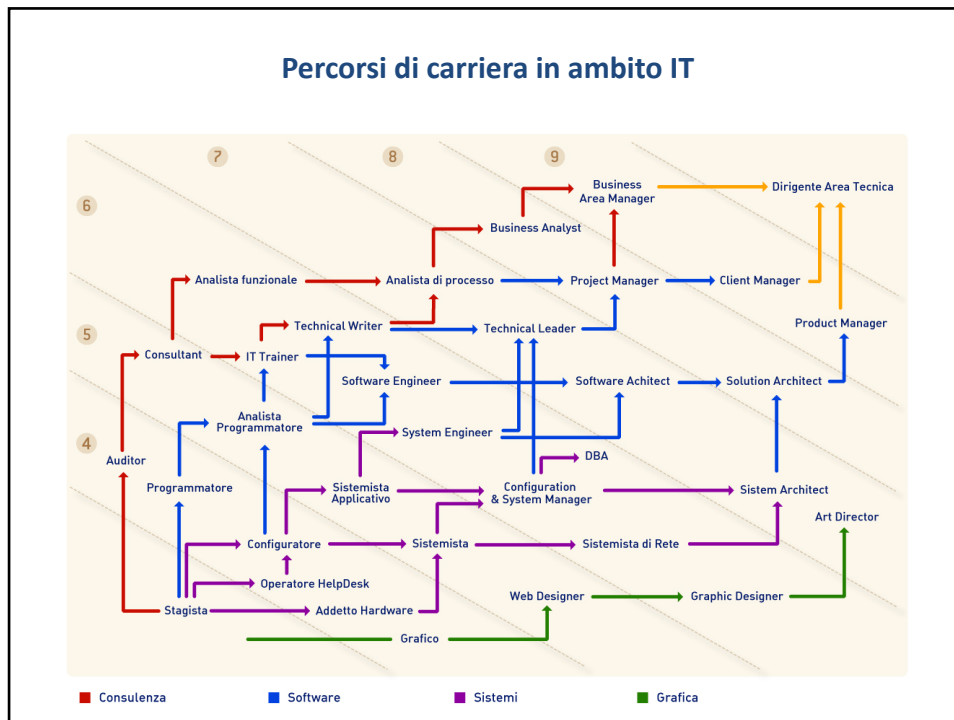 Percorsi di carriera in ambito IT
7
8
9
6
Business
Area Manager
Dirigente Area Tecnica
Business Analyst
Analista funzionale
Analista di processo
Project Manager
Client Manager
5
Technical Writer
Technical Leader
Product Manager
Consultant
IT Trainer
Software Engineer
Software Achitect
Solution Architect
Analista
Programmatore
4
System Engineer
Auditor
DBA
Programmatore
Sistemista
Applicativo
Configuration
& System Manager
Sistem Architect
Art Director
Configuratore
Sistemista
Sistemista di Rete
Operatore HelpDesk
Web Designer
Graphic Designer
Stagista
Addetto Hardware
Grafico
Consulenza
Software
Sistemi
Grafica